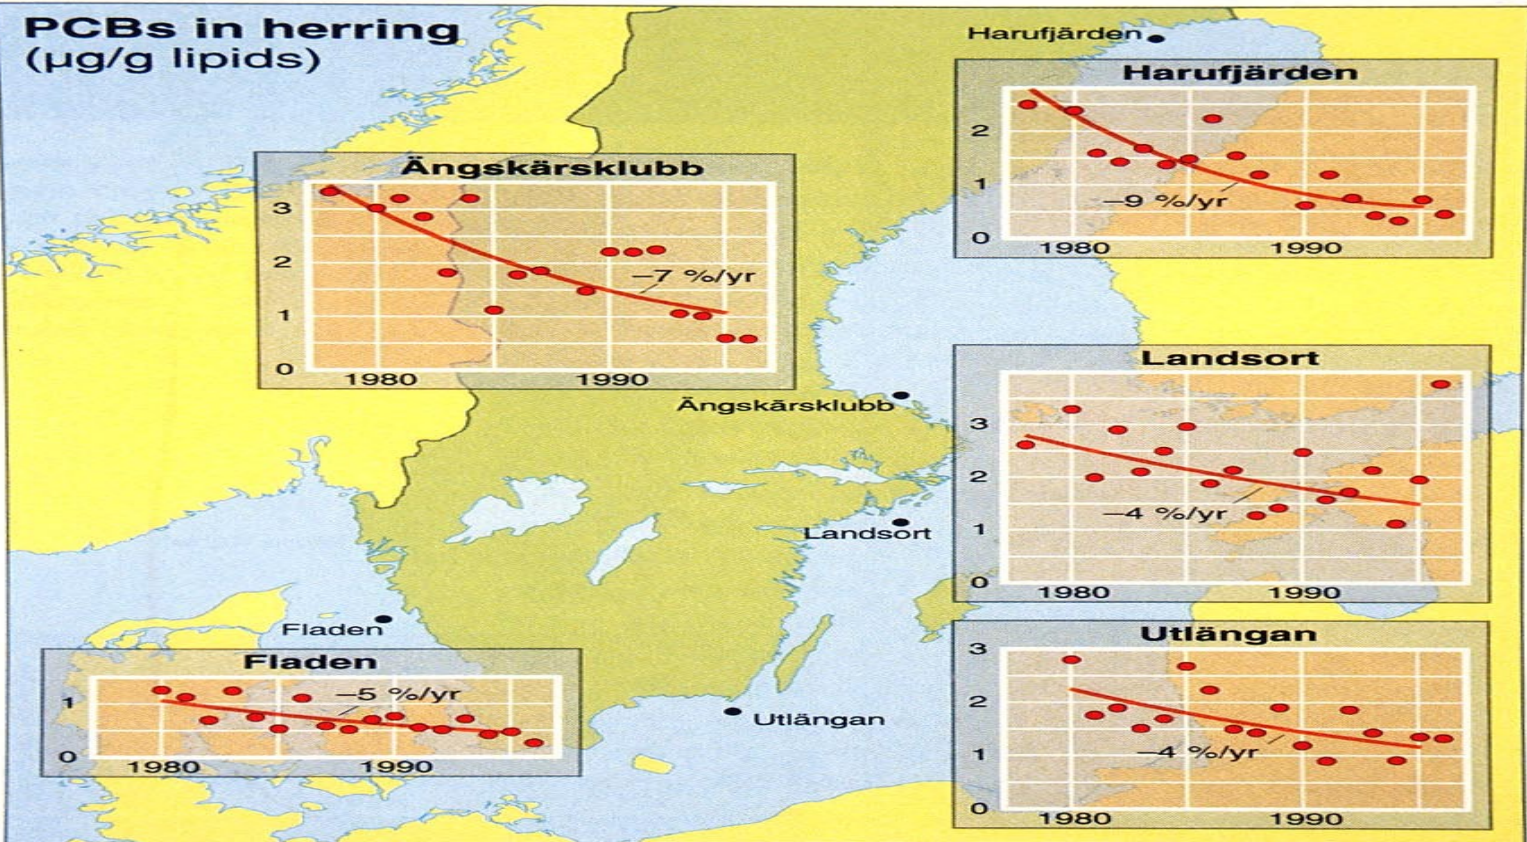 PCBs in herring
(µg/g lipids)
Harufjärden
Harufjärden
2
1
0
–9 %/yr
1980 1990
Ängskärsklubb
3
2
1
0
–7 %/yr
1980 1990
Ängskärsklubb
Landsort
3
2
1
0
–4 %/yr
1980 1990
Landsort
Fladen
Fladen
1
0
–5 %/yr
1980 1990
Utlängan
3
2
1
0
–4 %/yr
1980 1990
Utlängan